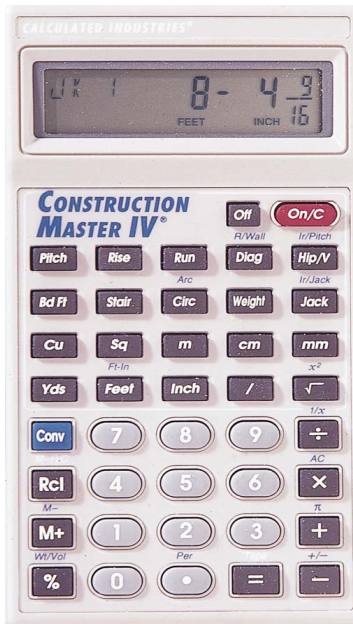 CALCULATED INDUSTRIES®
JK 1 8- 4 9/16
FEET INCH
CONSTRUCTION
MASTER IV®
Off On/C
R/Wall Ir/Pitch
Pitch Rise Run Diag Hip/V
Arc Ir/Jack
Bd Ft Stair Circ Weight Jack
Cu Sq m cm mm
Ft-In x²
Yds Feet Inch / √
1/x
Conv 7 8 9 ÷
AC
Rcl 4 5 6 ×
M– π
M+ 1 2 3 +
Wt/Vol Per +/–
% 0 • = –